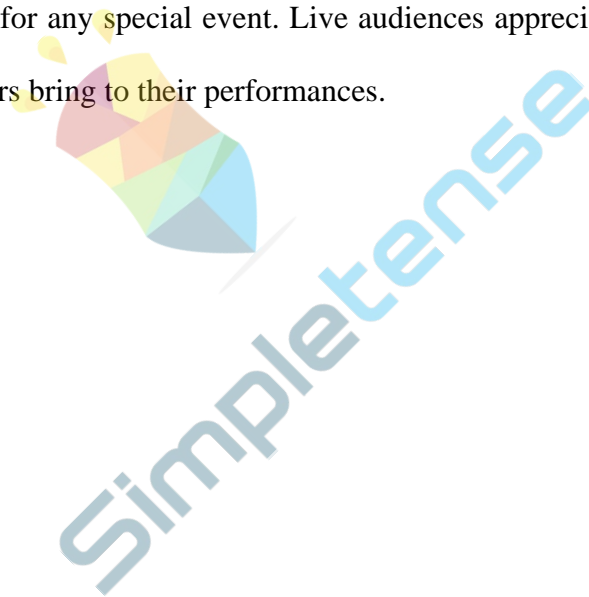 for any special event. Live audiences appreci
rs bring to their performances.
Simpletense